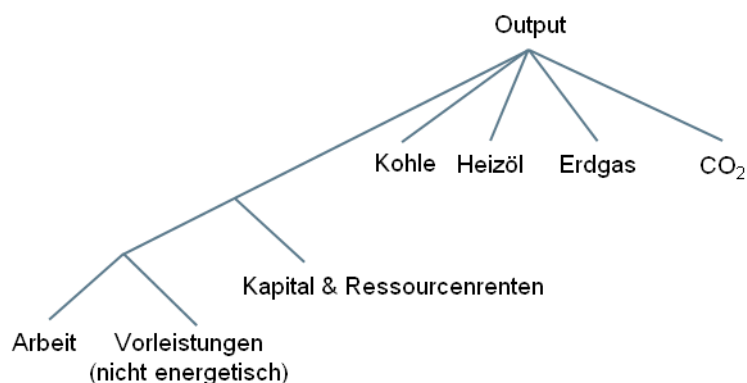 Output
Kohle
Heizöl
Erdgas
CO₂
Kapital & Ressourcenrenten
Arbeit
Vorleistungen
(nicht energetisch)